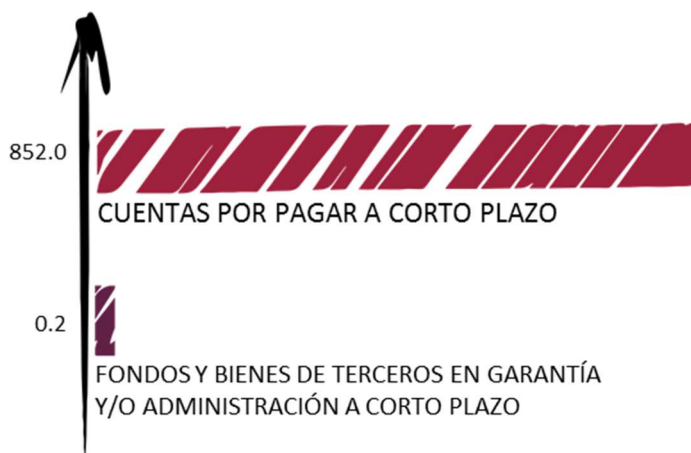 852.0
CUENTAS POR PAGAR A CORTO PLAZO
0.2
FONDOS Y BIENES DE TERCEROS EN GARANTÍA
Y/O ADMINISTRACIÓN A CORTO PLAZO